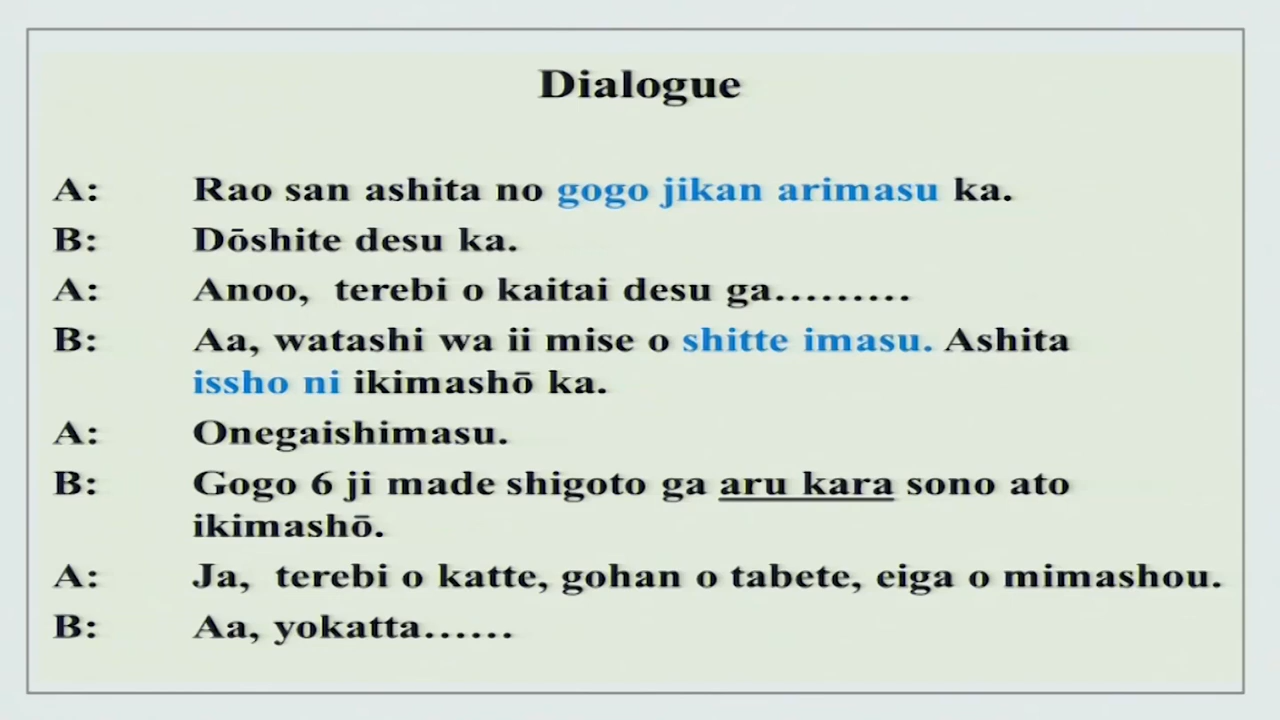 Dialogue
A: Rao san ashita no gogo jikan arimasu ka.
B: Dōshite desu ka.
A: Anoo, terebi o kaitai desu ga………
B: Aa, watashi wa ii mise o shitte imasu. Ashita
issho ni ikimashō ka.
A: Onegaishimasu.
B: Gogo 6 ji made shigoto ga aru kara sono ato
ikimashō.
A: Ja, terebi o katte, gohan o tabete, eiga o mimashou.
B: Aa, yokatta……